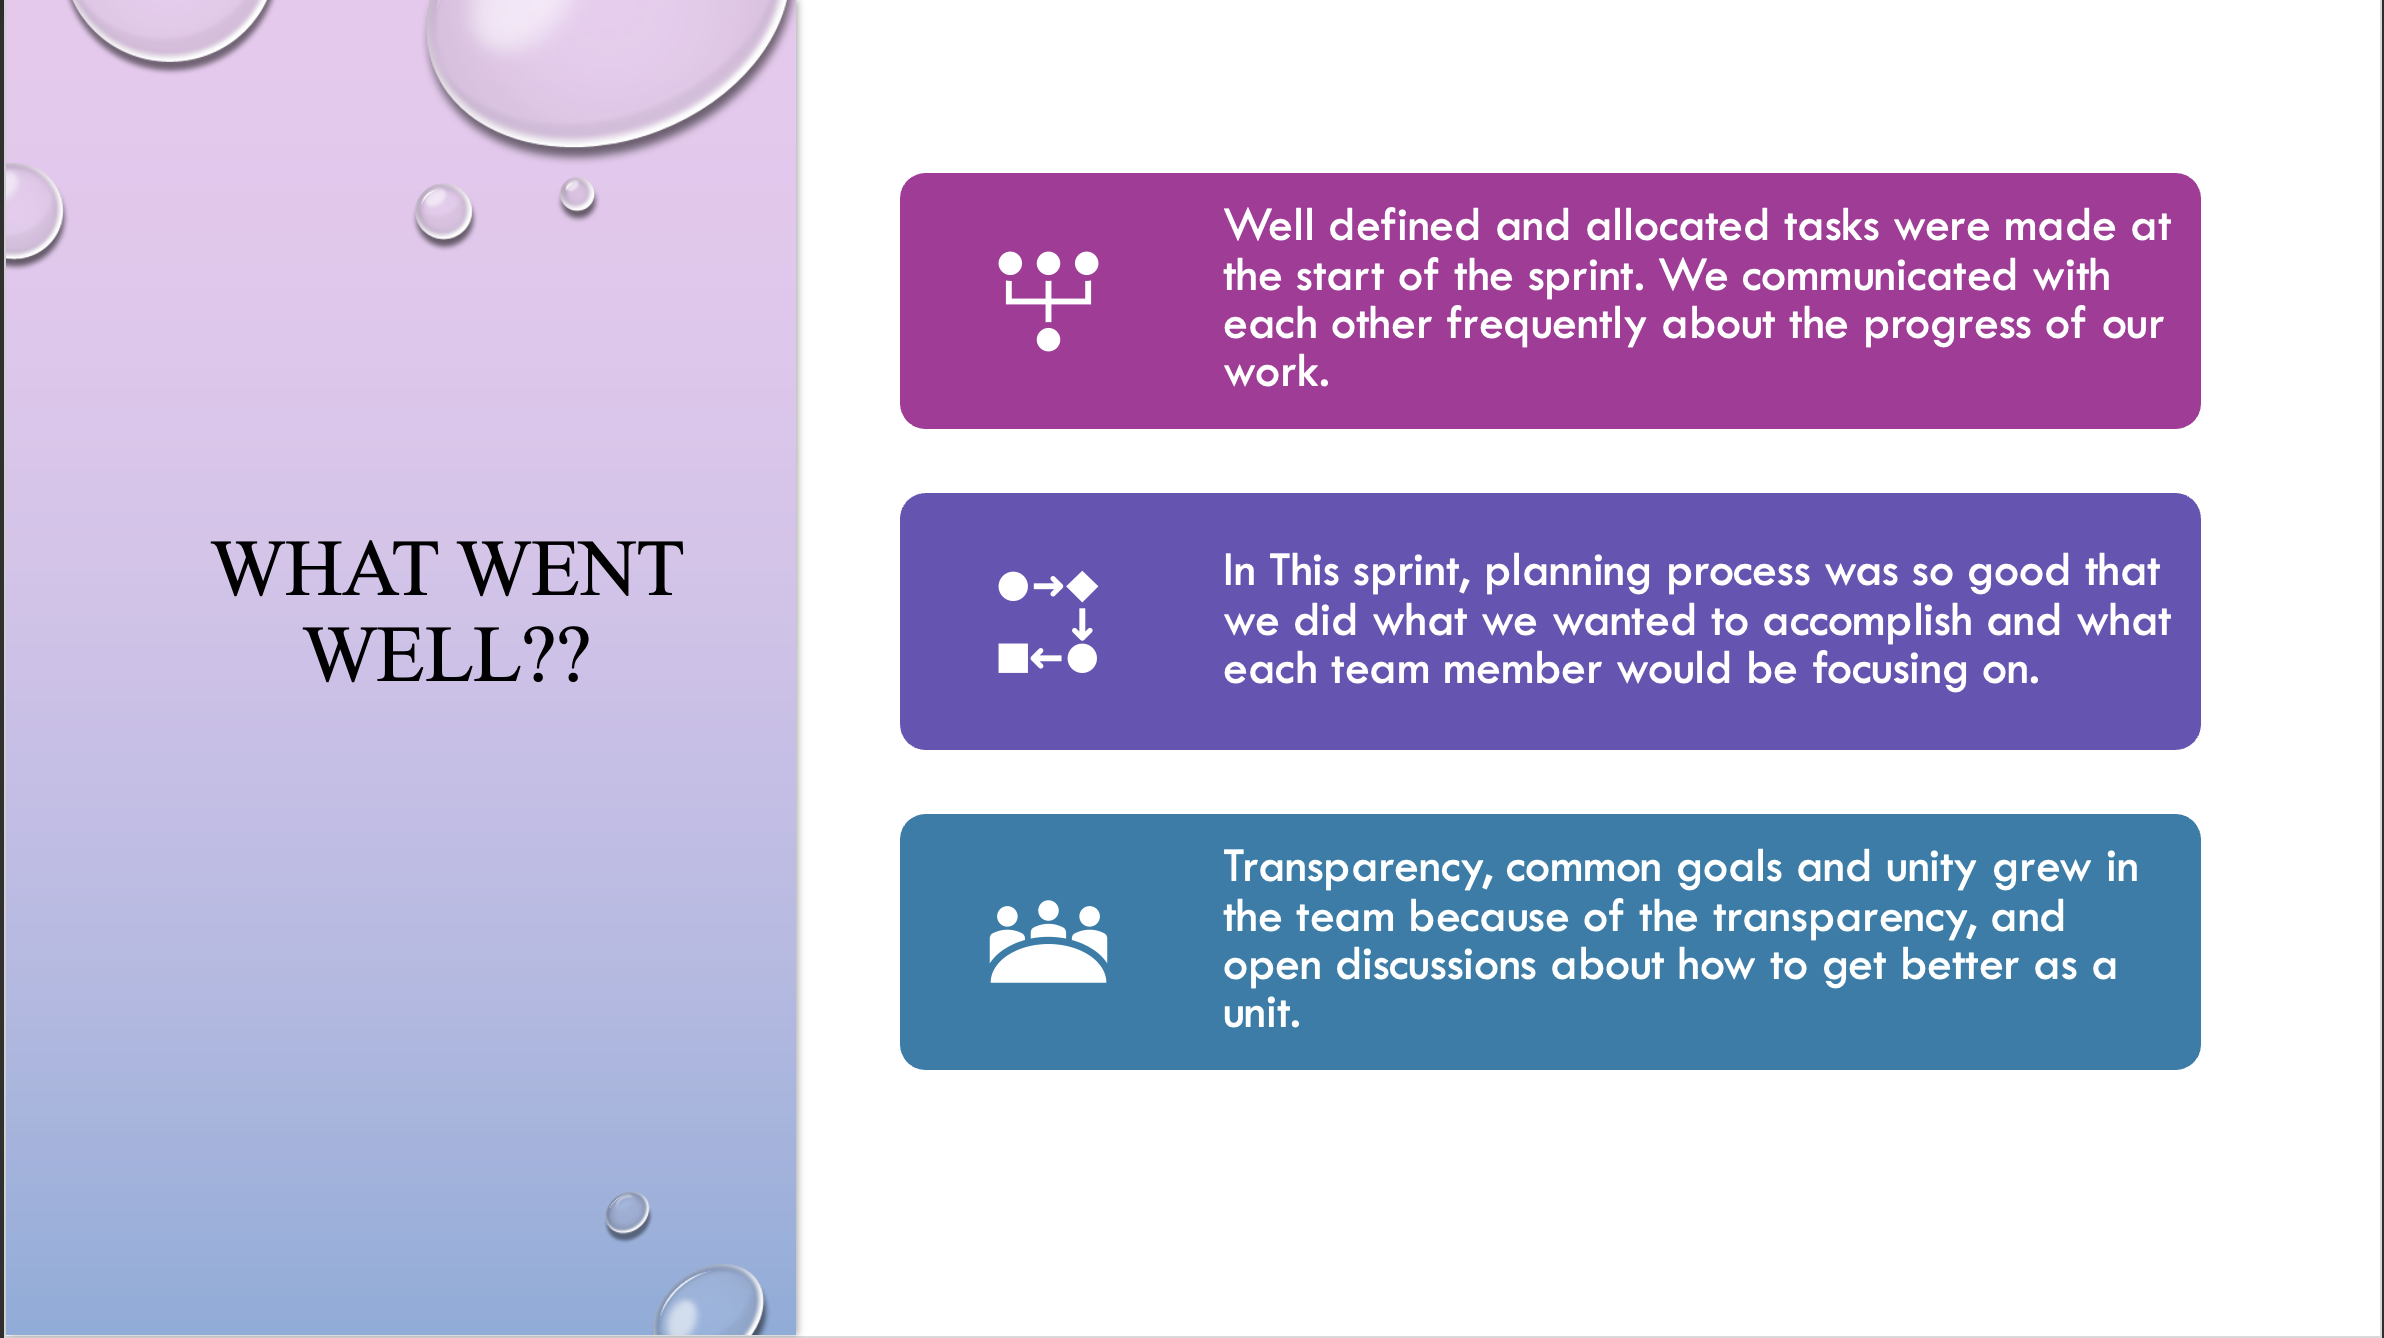 WHAT WENT
WELL??
Well defined and allocated tasks were made at
the start of the sprint. We communicated with
each other frequently about the progress of our
work.
In This sprint, planning process was so good that
we did what we wanted to accomplish and what
each team member would be focusing on.
Transparency, common goals and unity grew in
the team because of the transparency, and
open discussions about how to get better as a
unit.